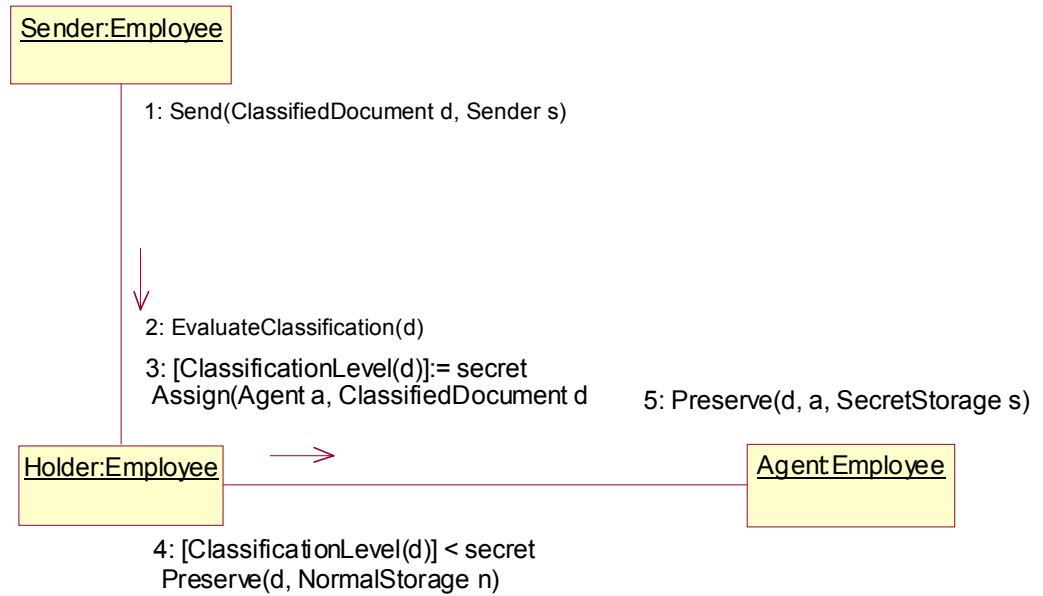 Sender:Employee
1: Send(ClassifiedDocument d, Sender s)
2: EvaluateClassification(d)
3: [ClassificationLevel(d)]:= secret
Assign(Agent a, ClassifiedDocument d
5: Preserve(d, a, SecretStorage s)
Holder:Employee
Agent:Employee
4: [ClassificationLevel(d)] < secret
Preserve(d, NormalStorage n)